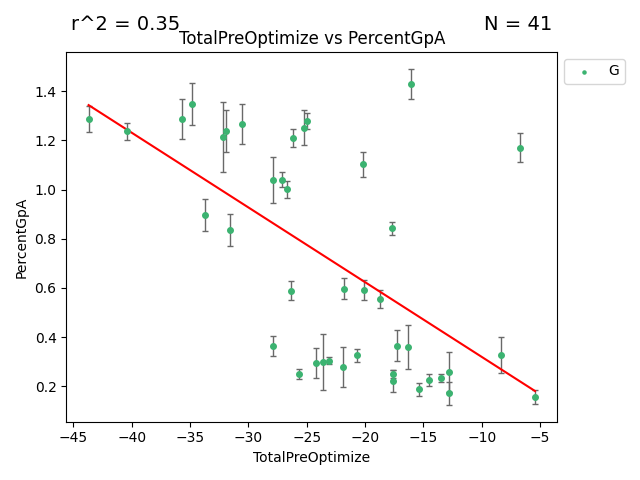 r^2 = 0.35
N = 41
TotalPreOptimize vs PercentGpA
G
1.4
1.2
1.0
0.8
0.6
0.4
0.2
PercentGpA
−45 −40 −35 −30 −25 −20 −15 −10 −5
TotalPreOptimize